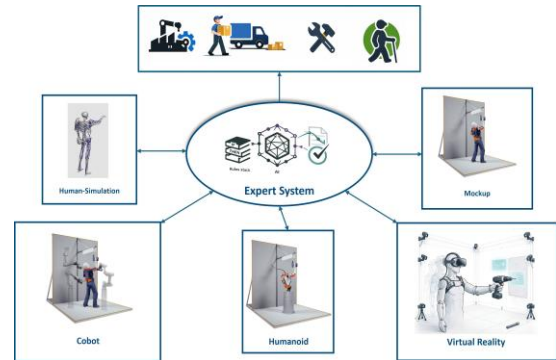 Rules stack
AI
Expert System
Human-Simulation
Mockup
Cobot
Humanoid
Virtual Reality